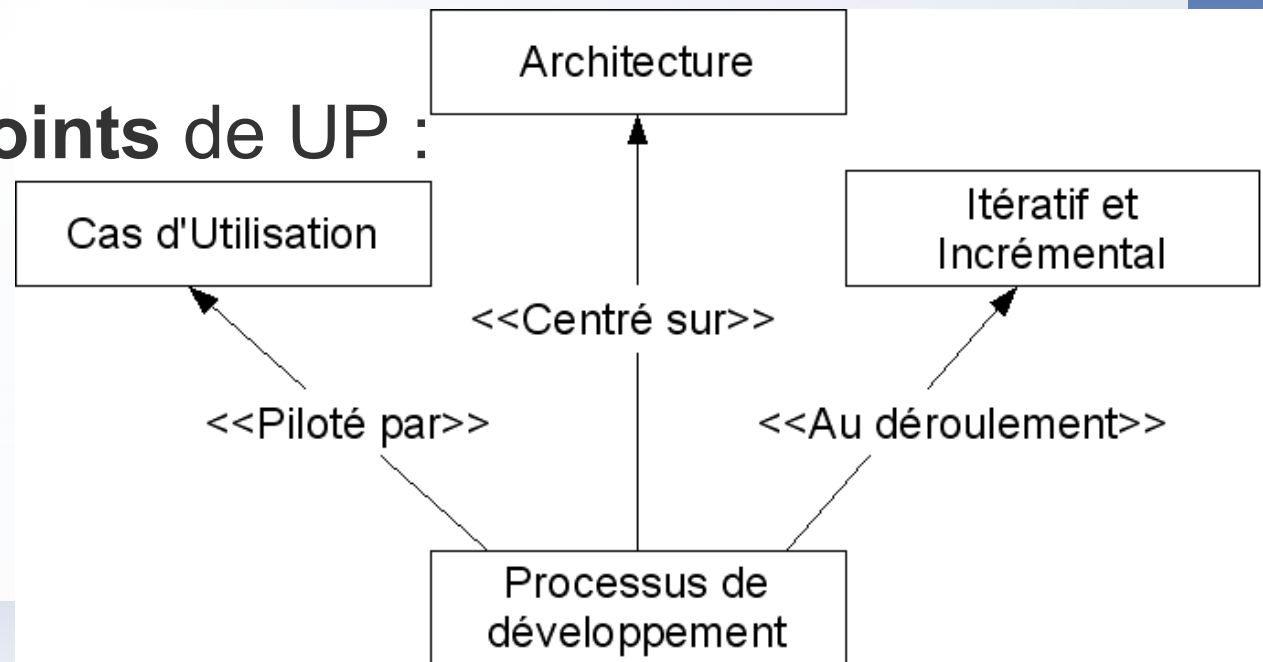 Architecture
oints de UP :
Cas d'Utilisation
Itératif et
Incrémental
<<Centré sur>>
<<Piloté par>>
<<Au déroulement>>
Processus de
développement